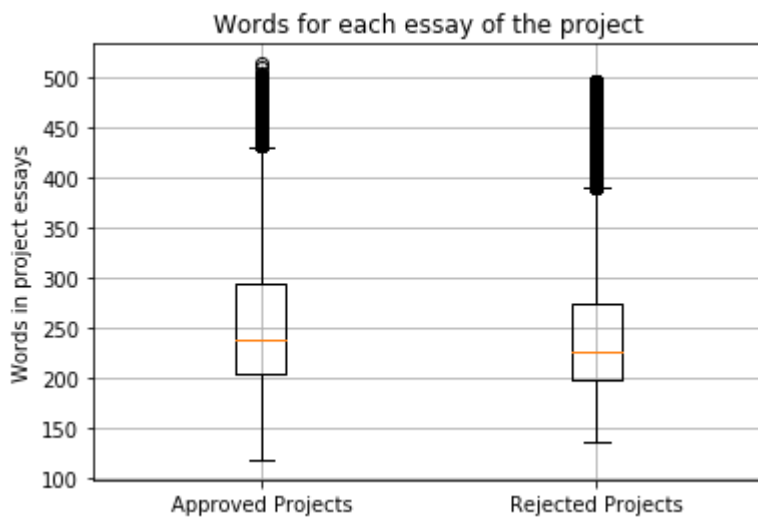 Words for each essay of the project
Words in project essays
500
450
400
350
300
250
200
150
100
Approved Projects
Rejected Projects